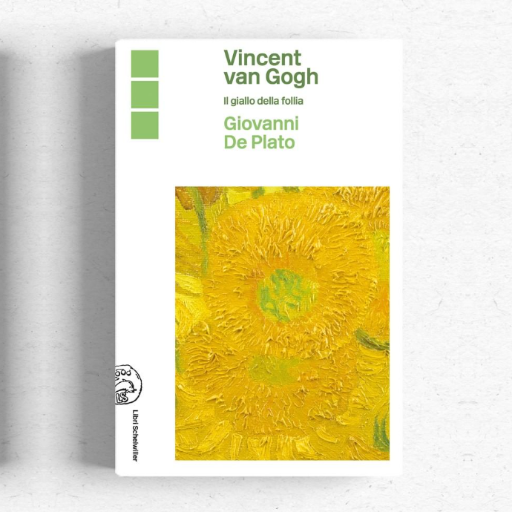 Vincent
van Gogh
Il giallo della follia
Giovanni
De Plato
Libri Scheiwiller